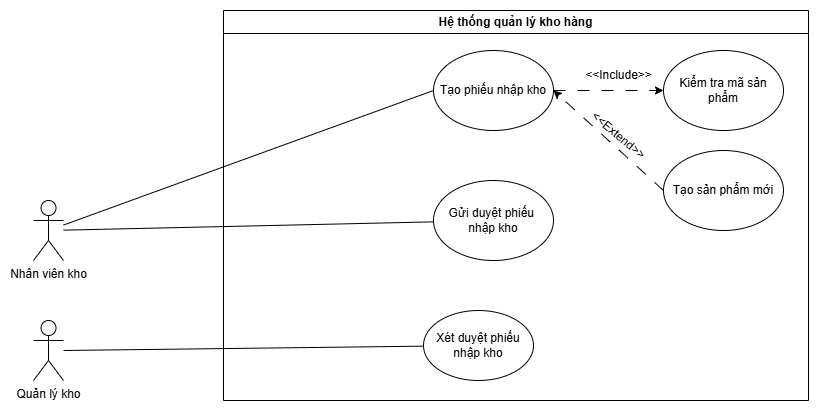 Hệ thống quản lý kho hàng
Tạo phiếu nhập kho
<<Include>>
Kiểm tra mã sản
phẩm
<<Extend>>
Tạo sản phẩm mới
Gửi duyệt phiếu
nhập kho
Nhân viên kho
Xét duyệt phiếu
nhập kho
Quản lý kho